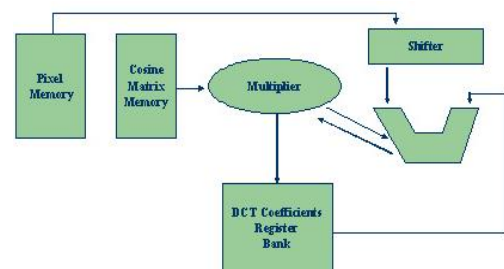 Pixel
Memory
Cosine
Matrix
Memory
Multiplier
Shifter
DCT Coefficients
Register
Bank